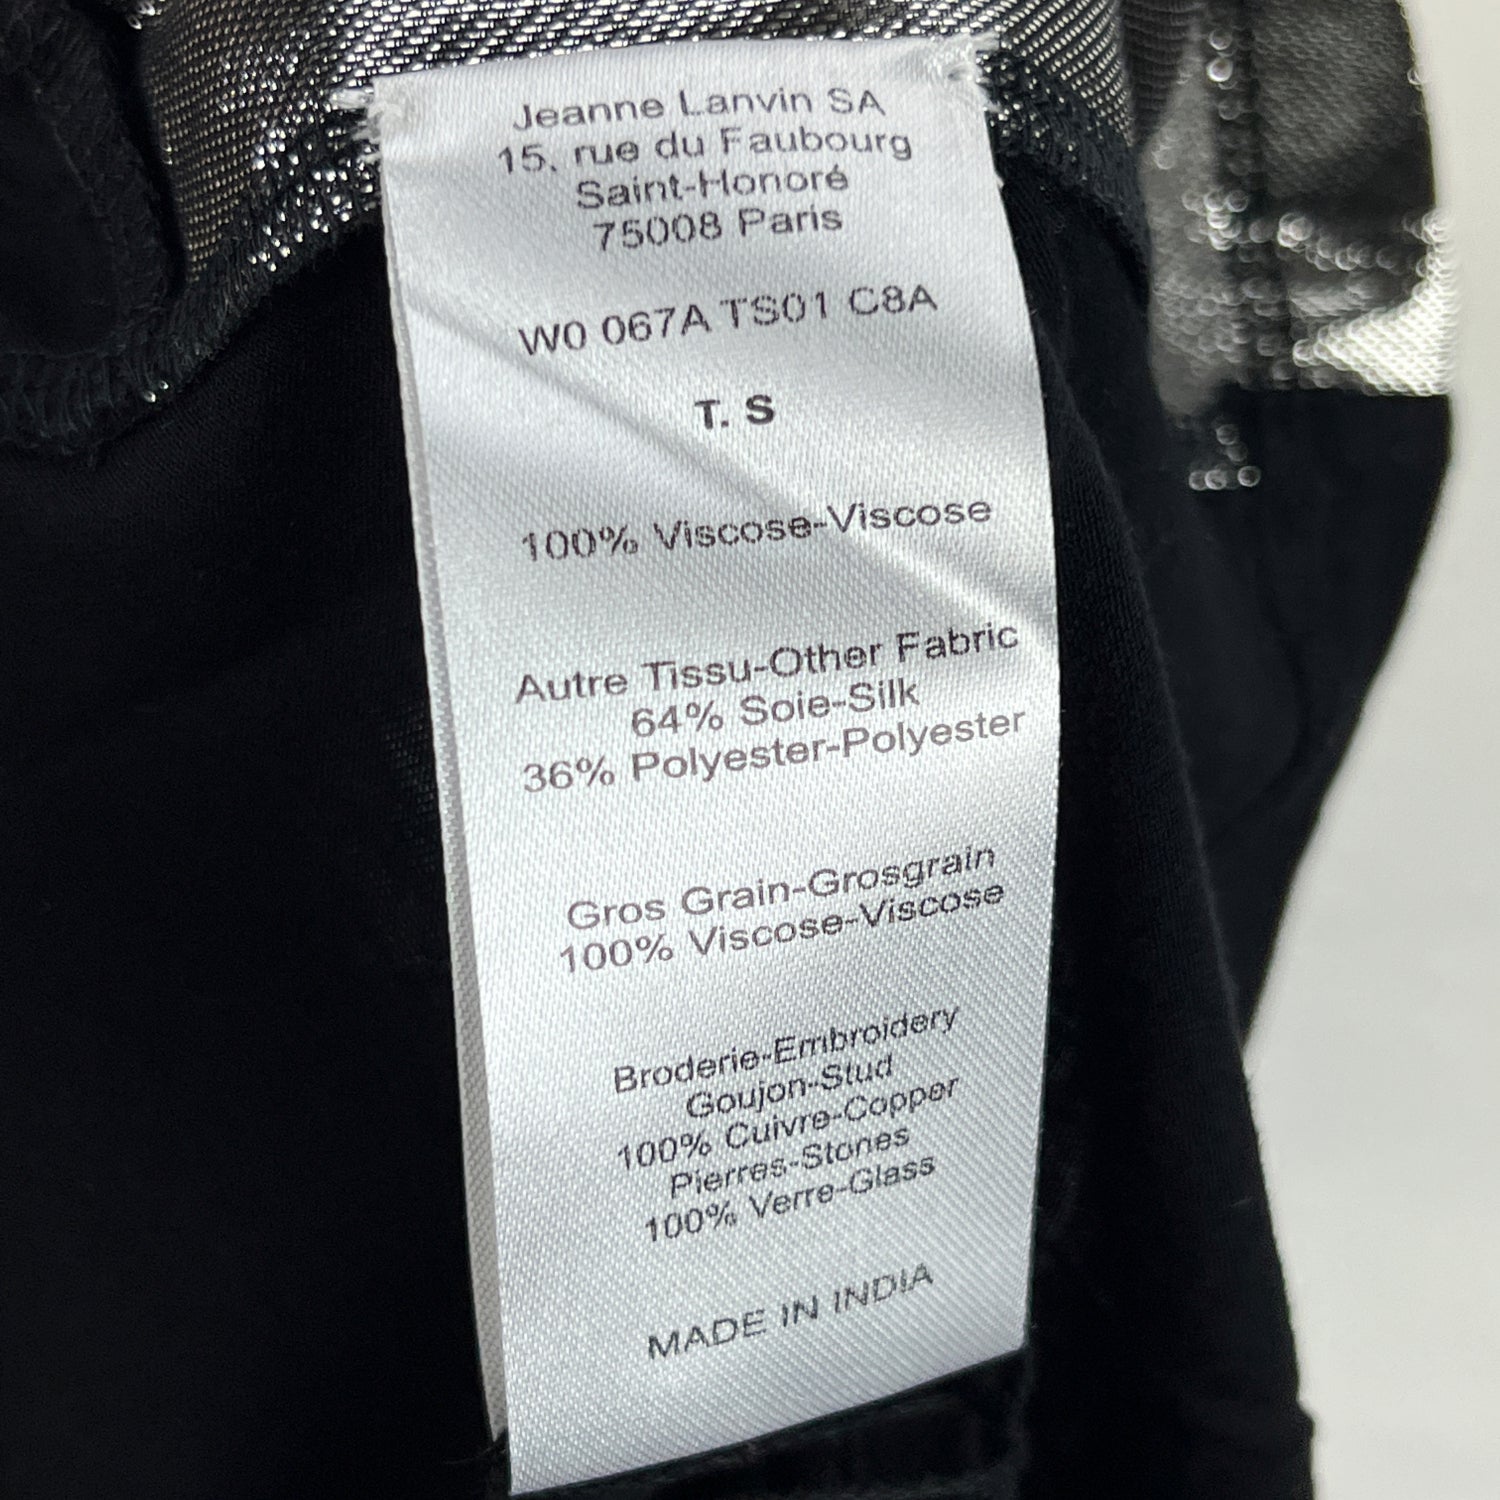 Jeanne Lanvin SA
15, rue du Faubourg
Saint-Honoré
75008 Paris
W0 067A TS01 C8A
T. S
100% Viscose-Viscose
Autre Tissu-Other Fabric
64% Soie-Silk
36% Polyester-Polyester
Gros Grain-Grosgrain
100% Viscose-Viscose
Broderie-Embroidery
Goujon-Stud
100% Cuivre-Copper
Pierres-Stones
100% Verre-Glass
MADE IN INDIA